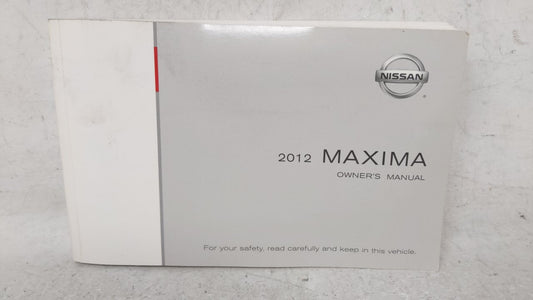 NISSAN
2012 MAXIMA
OWNER'S MANUAL
For your safety, read carefully and keep in this vehicle.